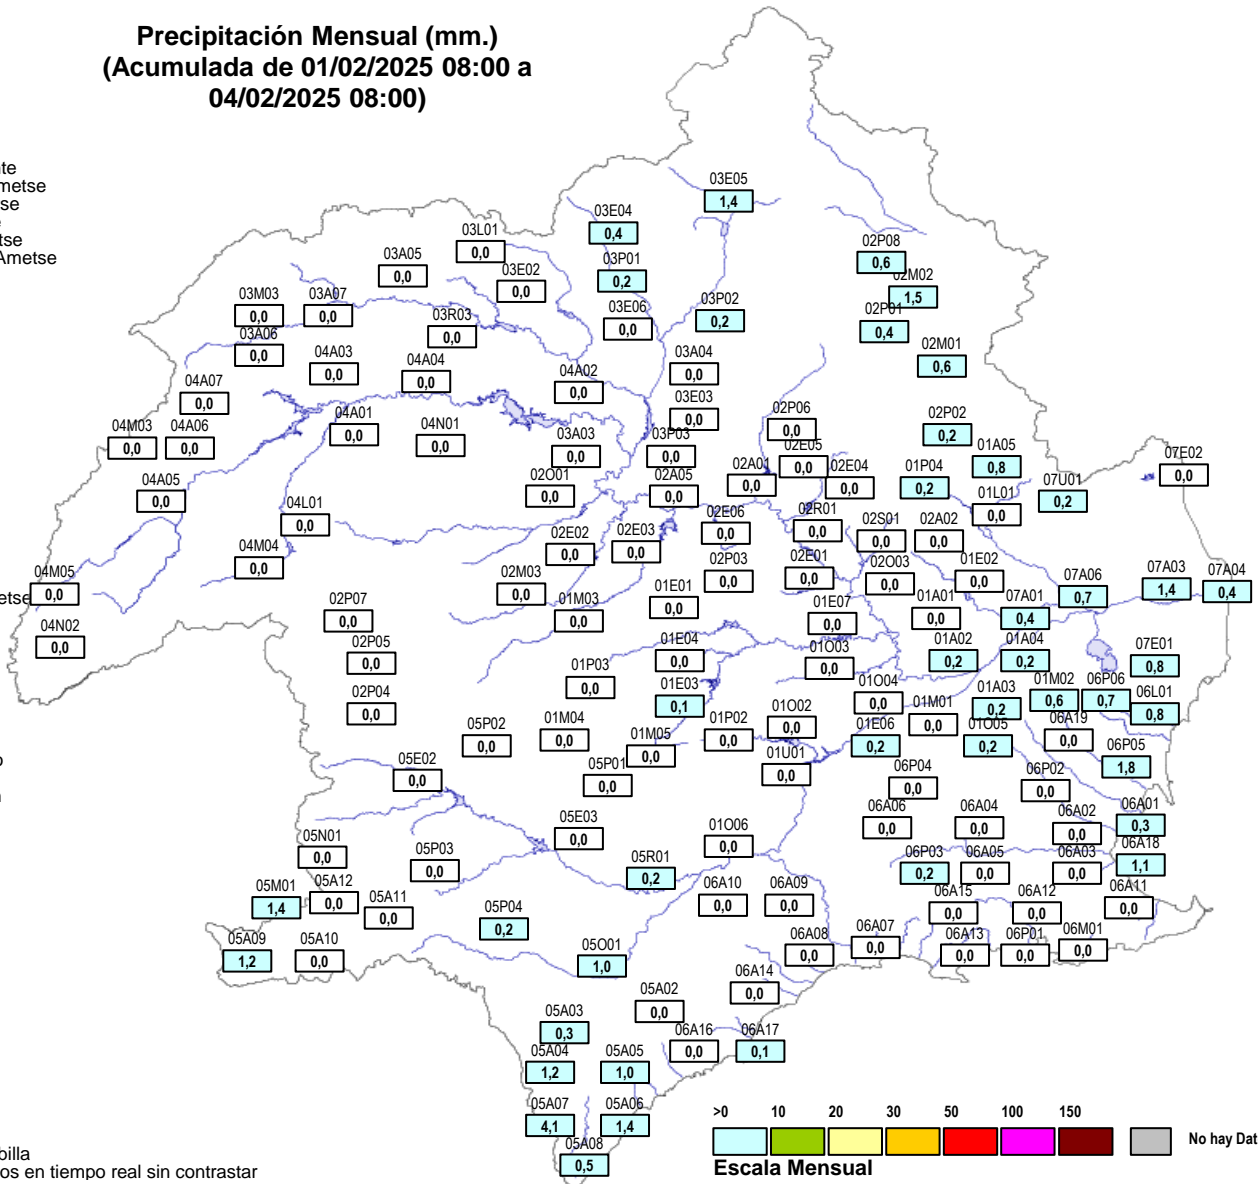 Precipitación Mensual (mm.)
(Acumulada de 01/02/2025 08:00 a
04/02/2025 08:00)
nte
metse
se
e
tse
Ametse
03E05
1,4
03E04
0,4
03L01
0,0
03A05
0,0
03E02
0,0
03P01
0,2
02P08
0,6
02M02
1,5
03M03
0,0
03A07
0,0
03R03
0,0
03E06
0,0
03P02
0,2
02P01
0,4
03A06
0,0
04A03
0,0
04A04
0,0
04A02
0,0
03A04
0,0
02M01
0,6
04A07
0,0
04A01
0,0
04N01
0,0
03E03
0,0
02P06
0,0
02P02
0,2
04M03
0,0
04A06
0,0
03A03
0,0
03P03
0,0
02E05
0,0
01A05
0,8
07E02
0,0
04A05
0,0
02O01
0,0
02A05
0,0
02A01
0,0
02E04
0,0
01P04
0,2
01L01
0,0
07U01
0,2
04L01
0,0
02E06
0,0
02R01
0,0
02S01
0,0
02A02
0,0
04M04
0,0
02E02
0,0
02E03
0,0
02P03
0,0
02E01
0,0
02O03
0,0
01E02
0,0
04M05
0,0
etse
02M03
0,0
01M03
0,0
01E01
0,0
07A06
0,7
07A03
1,4
07A04
0,4
04N02
0,0
02P07
0,0
01E07
0,0
01A01
0,0
07A01
0,4
02P05
0,0
01E04
0,0
01O03
0,0
01A02
0,2
01A04
0,2
07E01
0,8
02P04
0,0
01P03
0,0
01E03
0,1
01O04
0,0
01A03
0,2
01M02
0,6
06P06
0,7
06L01
0,8
05P02
0,0
01M04
0,0
01M05
0,0
01P02
0,0
01O02
0,0
01M01
0,0
01E06
0,2
01O05
0,2
06A19
0,0
06P05
1,8
o
05E02
0,0
05P01
0,0
01U01
0,0
06P04
0,0
06P02
0,0
05E03
0,0
01O06
0,0
06A06
0,0
06A04
0,0
06A02
0,0
06A01
0,3
05N01
0,0
05P03
0,0
05R01
0,2
06P03
0,2
06A05
0,0
06A03
0,0
06A18
1,1
05M01
1,4
05A12
0,0
05A11
0,0
06A10
0,0
06A09
0,0
06A15
0,0
06A12
0,0
06A11
0,0
05P04
0,2
05A09
1,2
05A10
0,0
05O01
1,0
06A08
0,0
06A07
0,0
06A13
0,0
06P01
0,0
06M01
0,0
05A02
0,0
06A14
0,0
05A03
0,3
06A16
0,0
06A17
0,1
05A04
1,2
05A05
1,0
05A07
4,1
05A06
1,4
05A08
0,5
>0 10 20 30 50 100 150
No hay Dat
Escala Mensual
billa
os en tiempo real sin contrastar